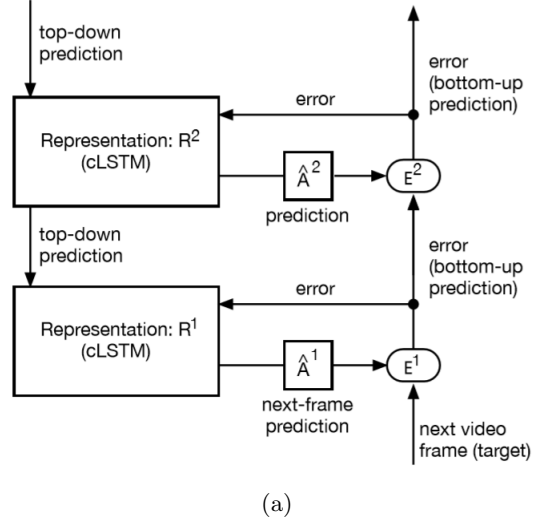 top-down
prediction
error
(bottom-up
prediction)
error
Representation: R²
(cLSTM)
Â²
E²
prediction
top-down
prediction
error
(bottom-up
prediction)
error
Representation: R¹
(cLSTM)
Â¹
E¹
next-frame
prediction
next video
frame (target)
(a)